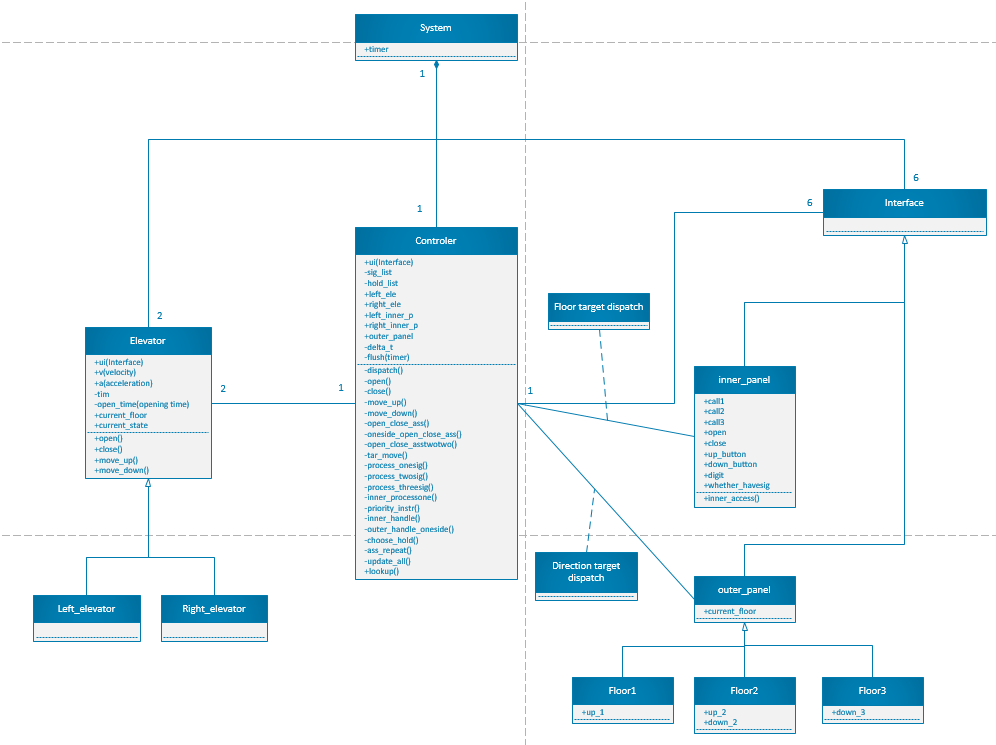 System
+timer
1
6
Interface
6
1
Controler
+ui(Interface)
-sig_list
-hold_list
+left_ele
+right_ele
+left_inner_p
+right_inner_p
+outer_panel
-delta_t
-flush(timer)
-dispatch()
-open()
-close()
-move_up()
-move_down()
-open_close_ass()
-oneside_open_close_ass()
-open_close_asstwotwo()
-tar_move()
-process_onesig()
-process_twosig()
-process_threesig()
-inner_processone()
-priority_instr()
-inner_handle()
-outer_handle_oneside()
-choose_hold()
-ass_repeat()
-update_all()
+lookup()
2
Elevator
+ui(Interface)
+v(velocity)
+a(acceleration)
-tim
-open_time(opening time)
+current_floor
+current_state
+open()
+close()
+move_up()
+move_down()
2
1
1
Floor target dispatch
inner_panel
+call1
+call2
+call3
+open
+close
+up_button
+down_button
+digit
+whether_havesig
+inner_access()
Direction target
dispatch
outer_panel
+current_floor
Left_elevator
Right_elevator
Floor1
+up_1
Floor2
+up_2
+down_2
Floor3
+down_3